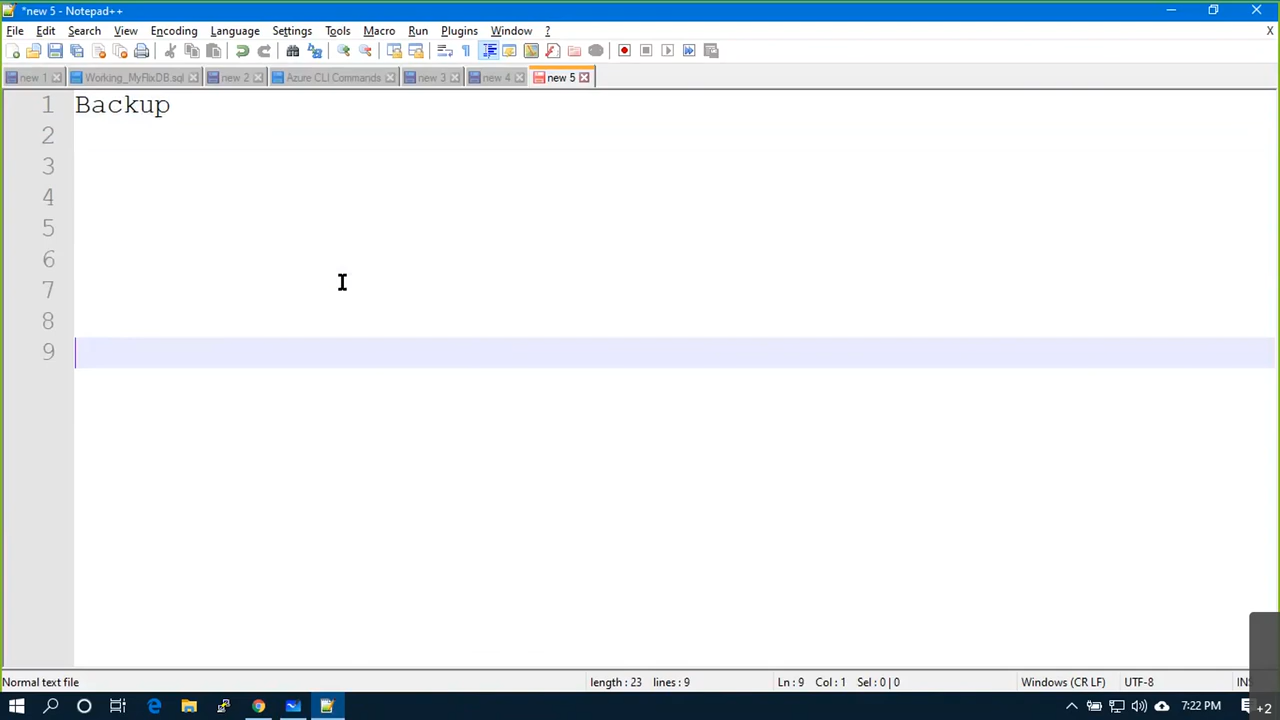 *new 5 - Notepad++
File Edit Search View Encoding Language Settings Tools Macro Run Plugins Window ? X
new 1 Working_MyFlixDB.sql new 2 Azure CLI Commands new 3 new 4 new 5
1 Backup
2
3
4
5
6
7
8
9
Normal text file length : 23 lines : 9 Ln : 9 Col : 1 Sel : 0 | 0 Windows (CR LF) UTF-8 IN
7:22 PM +2